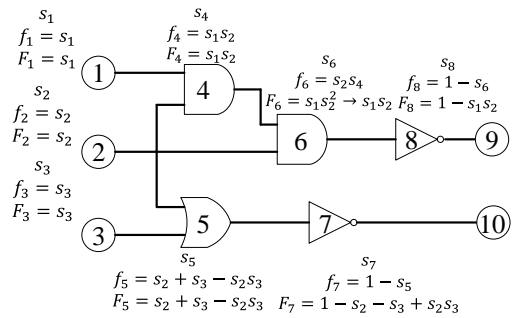 s₁
f₁ = s₁
F₁ = s₁
1
s₂
f₂ = s₂
F₂ = s₂
2
s₃
f₃ = s₃
F₃ = s₃
3
s₄
f₄ = s₁s₂
F₄ = s₁s₂
4
s₆
f₆ = s₂s₄
F₆ = s₁s₂² → s₁s₂
6
s₈
f₈ = 1 − s₆
F₈ = 1 − s₁s₂
8
9
5
s₅
f₅ = s₂ + s₃ − s₂s₃
F₅ = s₂ + s₃ − s₂s₃
7
s₇
f₇ = 1 − s₅
F₇ = 1 − s₂ − s₃ + s₂s₃
10